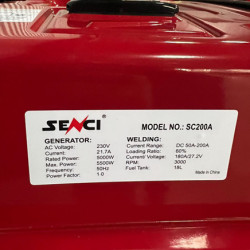 SENCI
MODEL NO.: SC200A
GENERATOR:
AC Voltage: 230V
Current: 21.7A
Rated Power: 5000W
Max. Power: 5500W
Frequency: 50Hz
Power Factor: 1.0
WELDING:
Current Range: DC 50A-200A
Loading Ratio: 60%
Current Voltage: 180A/27.2V
RPM: 3000
Fuel Tank: 15L
Made in China